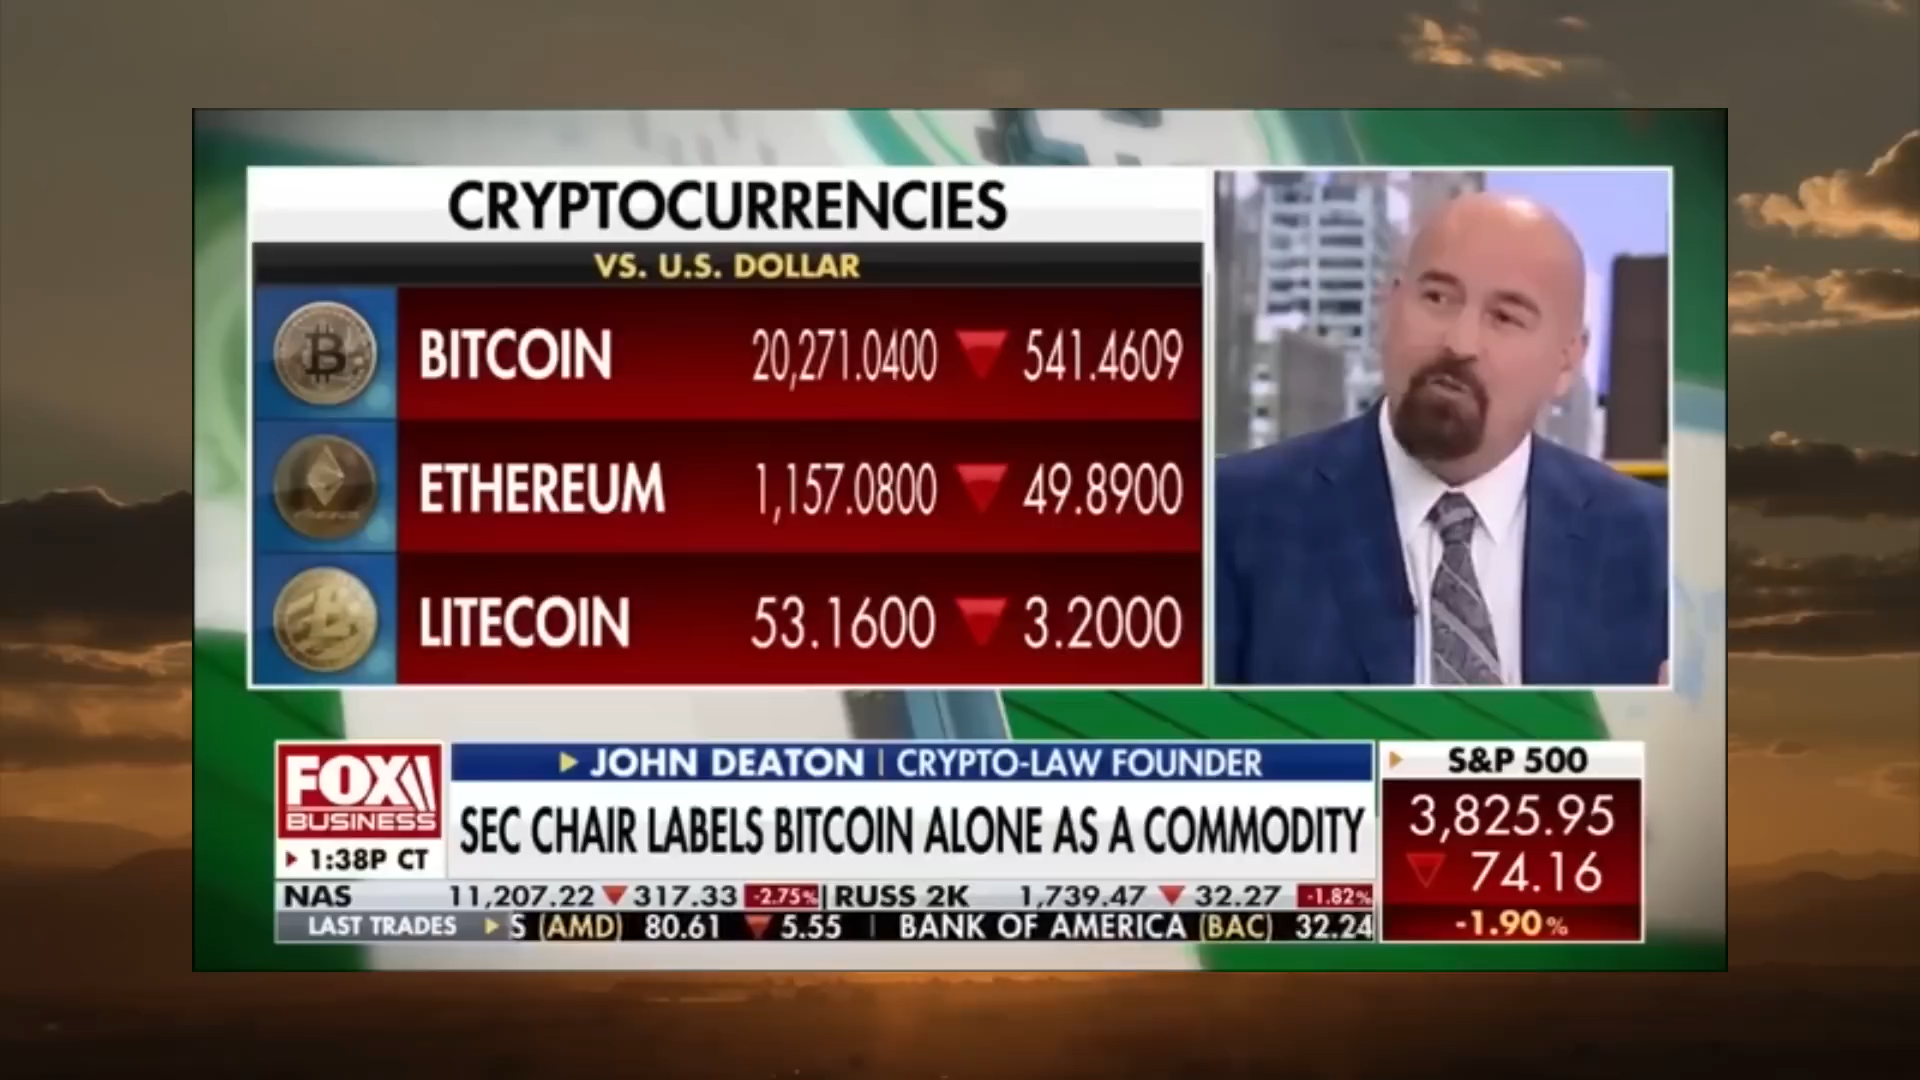 CRYPTOCURRENCIES
VS. U.S. DOLLAR
BITCOIN 20,271.0400 ▼ 541.4609
ETHEREUM 1,157.0800 ▼ 49.8900
LITECOIN 53.1600 ▼ 3.2000
FOX BUSINESS
1:38P CT
JOHN DEATON | CRYPTO-LAW FOUNDER
SEC CHAIR LABELS BITCOIN ALONE AS A COMMODITY
S&P 500
3,825.95
▼ 74.16
-1.90%
NAS 11,207.22 ▼ 317.33 -2.75% | RUSS 2K 1,739.47 ▼ 32.27 -1.82%
LAST TRADES S (AMD) 80.61 ▼ 5.55 | BANK OF AMERICA (BAC) 32.24